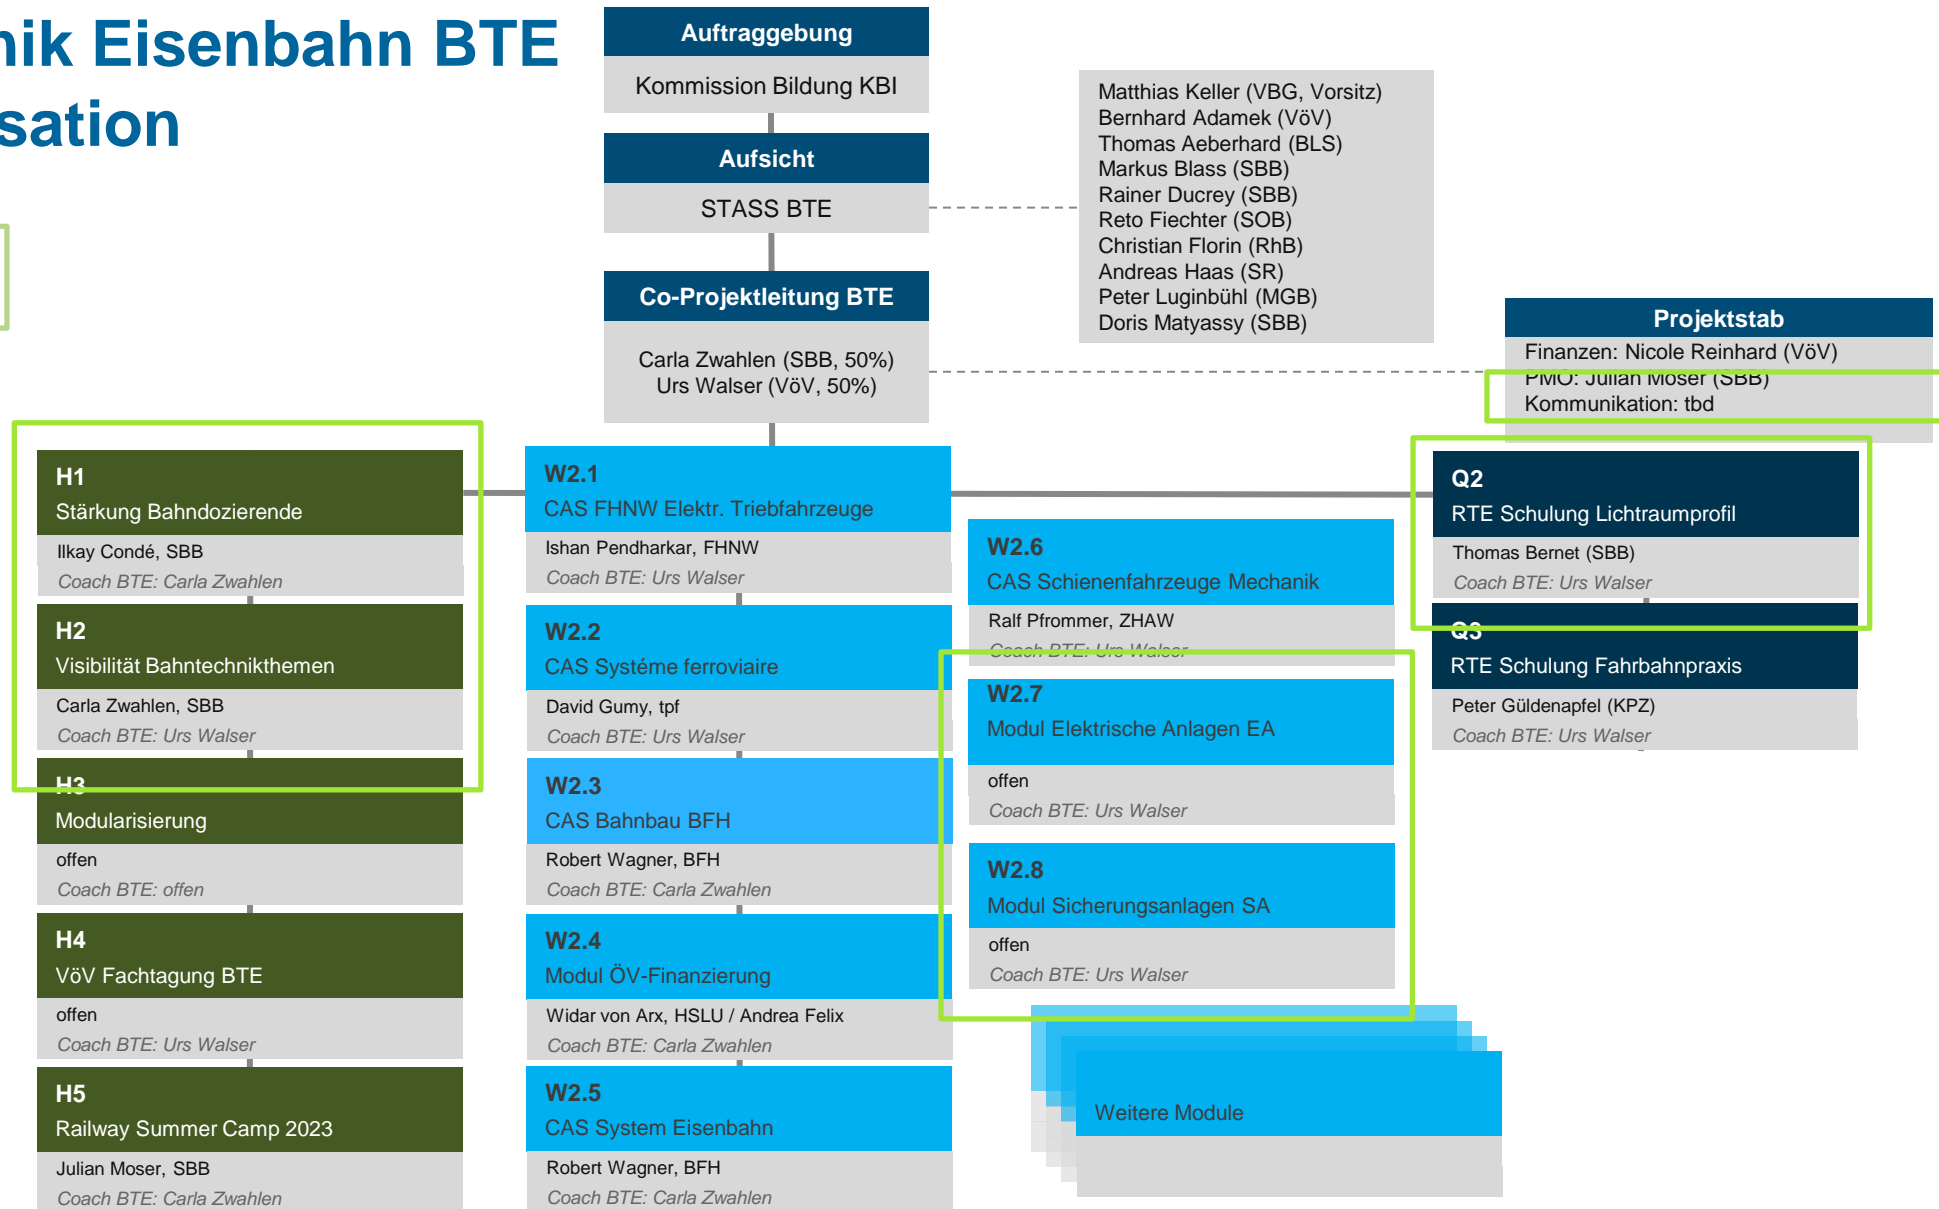 nik Eisenbahn BTE
sation
Auftraggebung
Kommission Bildung KBI
Aufsicht
STASS BTE
Matthias Keller (VBG, Vorsitz)
Bernhard Adamek (VöV)
Thomas Aeberhard (BLS)
Markus Blass (SBB)
Rainer Ducrey (SBB)
Reto Fiechter (SOB)
Christian Florin (RhB)
Andreas Haas (SR)
Peter Luginbühl (MGB)
Doris Matyassy (SBB)
Co-Projektleitung BTE
Carla Zwahlen (SBB, 50%)
Urs Walser (VöV, 50%)
Projektstab
Finanzen: Nicole Reinhard (VöV)
PMO: Julian Moser (SBB)
Kommunikation: tbd
H1
Stärkung Bahndozierende
Ilkay Condé, SBB
Coach BTE: Carla Zwahlen
H2
Visibilität Bahntechnikthemen
Carla Zwahlen, SBB
Coach BTE: Urs Walser
H3
Modularisierung
offen
Coach BTE: offen
H4
VöV Fachtagung BTE
offen
Coach BTE: Urs Walser
H5
Railway Summer Camp 2023
Julian Moser, SBB
Coach BTE: Carla Zwahlen
W2.1
CAS FHNW Elektr. Triebfahrzeuge
Ishan Pendharkar, FHNW
Coach BTE: Urs Walser
W2.2
CAS Systéme ferroviaire
David Gumy, tpf
Coach BTE: Urs Walser
W2.3
CAS Bahnbau BFH
Robert Wagner, BFH
Coach BTE: Carla Zwahlen
W2.4
Modul ÖV-Finanzierung
Widar von Arx, HSLU / Andrea Felix
Coach BTE: Carla Zwahlen
W2.5
CAS System Eisenbahn
Robert Wagner, BFH
Coach BTE: Carla Zwahlen
W2.6
CAS Schienenfahrzeuge Mechanik
Ralf Pfrommer, ZHAW
Coach BTE: Urs Walser
W2.7
Modul Elektrische Anlagen EA
offen
Coach BTE: Urs Walser
W2.8
Modul Sicherungsanlagen SA
offen
Coach BTE: Urs Walser
Weitere Module
Q2
RTE Schulung Lichtraumprofil
Thomas Bernet (SBB)
Coach BTE: Urs Walser
Q3
RTE Schulung Fahrbahnpraxis
Peter Güldenapfel (KPZ)
Coach BTE: Urs Walser